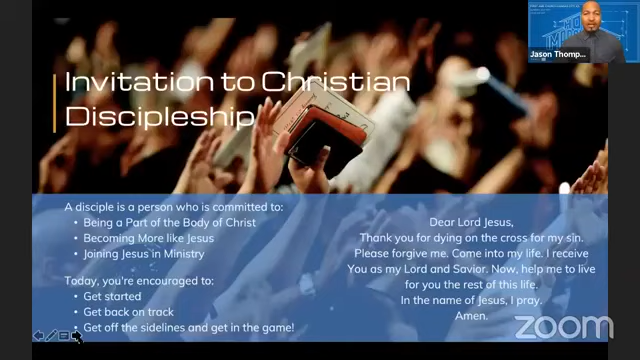 Invitation to Christian
Discipleship
A disciple is a person who is committed to:
• Being a Part of the Body of Christ
• Becoming More like Jesus
• Joining Jesus in Ministry
Today, you're encouraged to:
• Get started
• Get back on track
• Get off the sidelines and get in the game!
Dear Lord Jesus,
Thank you for dying on the cross for my sin.
Please forgive me. Come into my life. I receive
You as my Lord and Savior. Now, help me to live
for you the rest of this life.
In the name of Jesus, I pray.
Amen.
Jason Thomp...
zoom